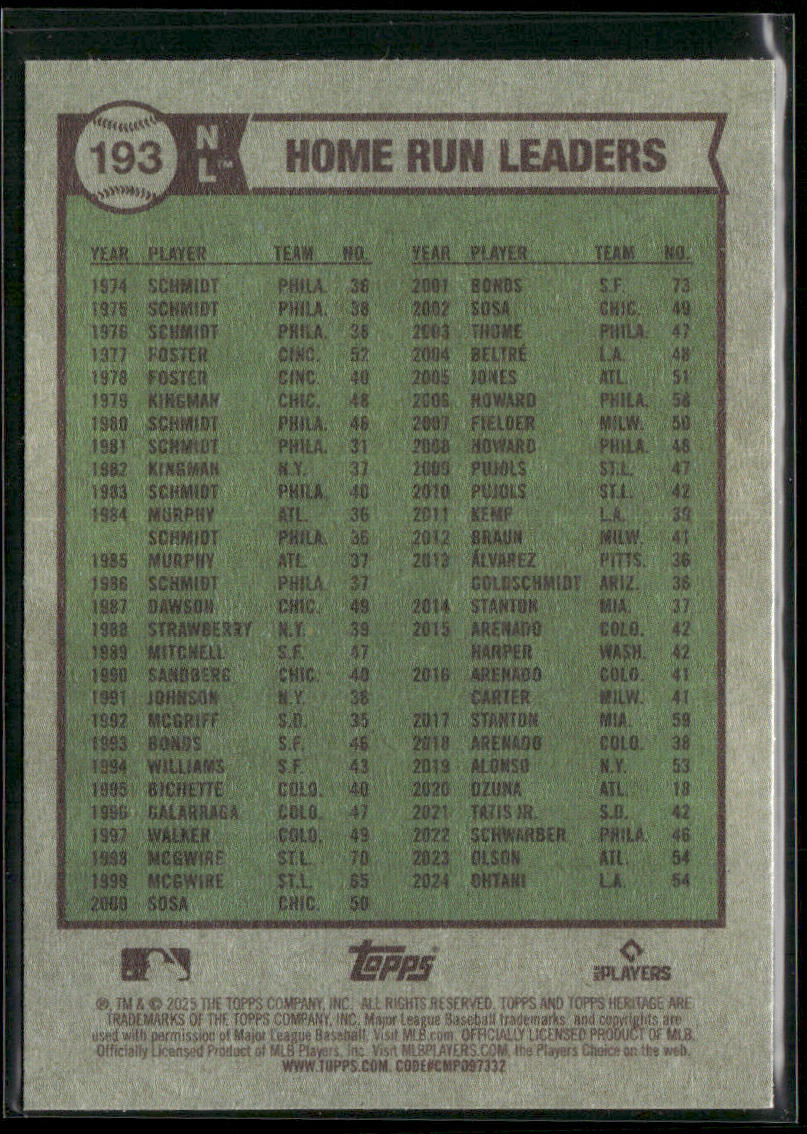 193 NL™ HOME RUN LEADERS
YEAR PLAYER TEAM NO.
1974 SCHMIDT PHILA. 36
1975 SCHMIDT PHILA. 38
1976 SCHMIDT PHILA. 38
1977 FOSTER CINC. 52
1978 FOSTER CINC. 40
1979 KINGMAN CHIC. 48
1980 SCHMIDT PHILA. 48
1981 SCHMIDT PHILA. 31
1982 KINGMAN N.Y. 37
1983 SCHMIDT PHILA. 40
1984 MURPHY ATL. 36
SCHMIDT PHILA. 36
1985 MURPHY ATL. 37
1986 SCHMIDT PHILA. 37
1987 DAWSON CHIC. 49
1988 STRAWBERRY N.Y. 39
1989 MITCHELL S.F. 47
1990 SANDBERG CHIC. 40
1991 JOHNSON N.Y. 38
1992 MCGRIFF S.D. 35
1993 BONDS S.F. 46
1994 WILLIAMS S.F. 43
1995 BICHETTE COLO. 40
1996 GALARRAGA COLO. 47
1997 WALKER COLO. 49
1998 MCGWIRE ST.L. 70
1999 MCGWIRE ST.L. 65
2000 SOSA CHIC. 50
YEAR PLAYER TEAM NO.
2001 BONDS S.F. 73
2002 SOSA CHIC. 49
2003 THOME PHILA. 47
2004 BELTRÉ L.A. 48
2005 JONES ATL. 51
2006 HOWARD PHILA. 58
2007 FIELDER MILW. 50
2008 HOWARD PHILA. 48
2009 PUJOLS ST.L. 47
2010 PUJOLS ST.L. 42
2011 KEMP L.A. 39
2012 BRAUN MILW. 41
2013 ÁLVAREZ PITTS. 36
GOLDSCHMIDT ARIZ. 36
2014 STANTON MIA. 37
2015 ARENADO COLO. 42
HARPER WASH. 42
2016 ARENADO COLO. 41
CARTER MILW. 41
2017 STANTON MIA. 59
2018 ARENADO COLO. 38
2019 ALONSO N.Y. 53
2020 OZUNA ATL. 18
2021 TATIS JR. S.D. 42
2022 SCHWARBER PHILA. 46
2023 OLSON ATL. 54
2024 OHTANI L.A. 54
Topps® PLAYERS
®, TM & © 2025 THE TOPPS COMPANY, INC. ALL RIGHTS RESERVED. TOPPS AND TOPPS HERITAGE ARE
TRADEMARKS OF THE TOPPS COMPANY, INC. Major League Baseball trademarks and copyrights are
used with permission of Major League Baseball. Visit MLB.com. OFFICIALLY LICENSED PRODUCT OF MLB.
Officially Licensed Product of MLB Players, Inc. Visit MLBPLAYERS.COM, the Players Choice on the web.
WWW.TOPPS.COM. CODE#CMP097332